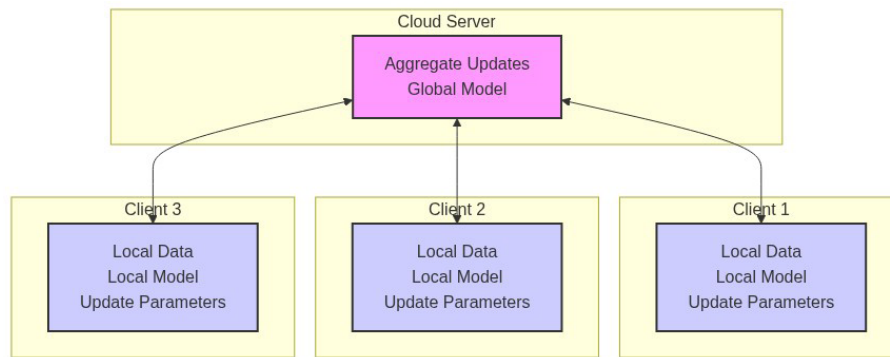 Cloud Server
Aggregate Updates
Global Model
Client 3
Local Data
Local Model
Update Parameters
Client 2
Local Data
Local Model
Update Parameters
Client 1
Local Data
Local Model
Update Parameters